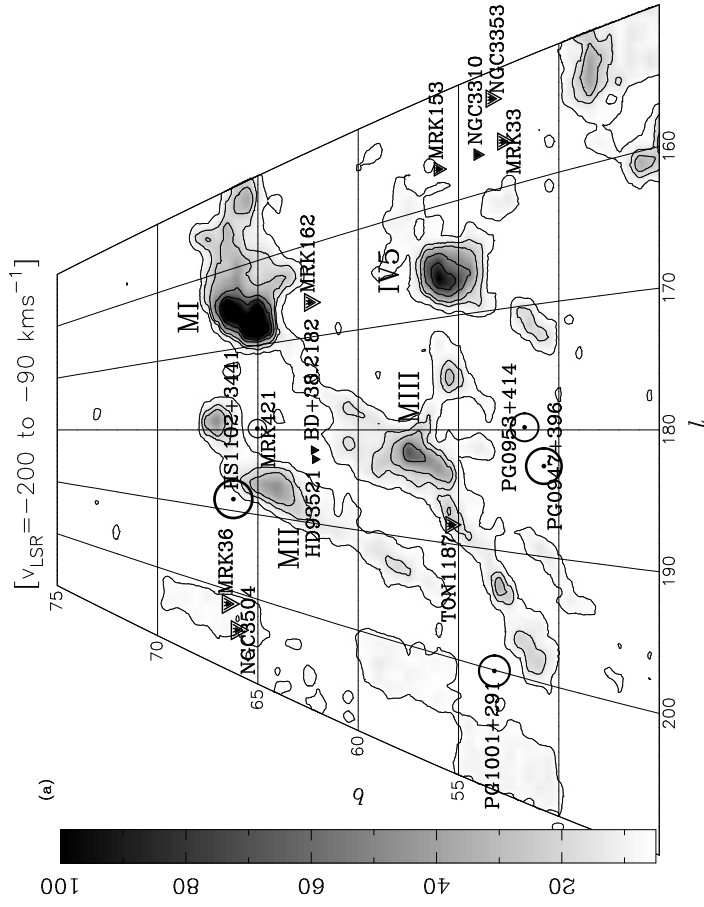 [v_LSR=−200 to −90 kms^−1]
(a)
75
70
65
60
55
b
l
160
170
180
190
200
MI
MII
MIII
IV5
NGC3353
NGC3310
MRK153
MRK33
MRK162
BD+38.2182
HD93521
HS1102+3441
MRK421
MRK36
NGC3504
TON1187
PG0953+414
PG0947+396
PG1001+291
100
80
60
40
20